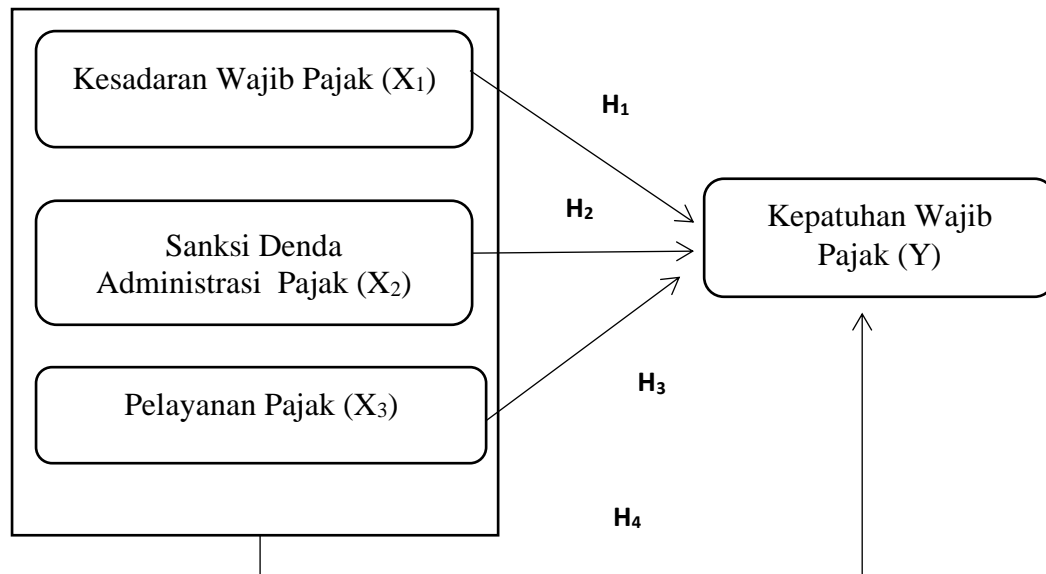 Kesadaran Wajib Pajak (X₁)
H₁
Sanksi Denda
Administrasi  Pajak (X₂)
H₂
Kepatuhan Wajib
Pajak (Y)
Pelayanan Pajak (X₃)
H₃
H₄